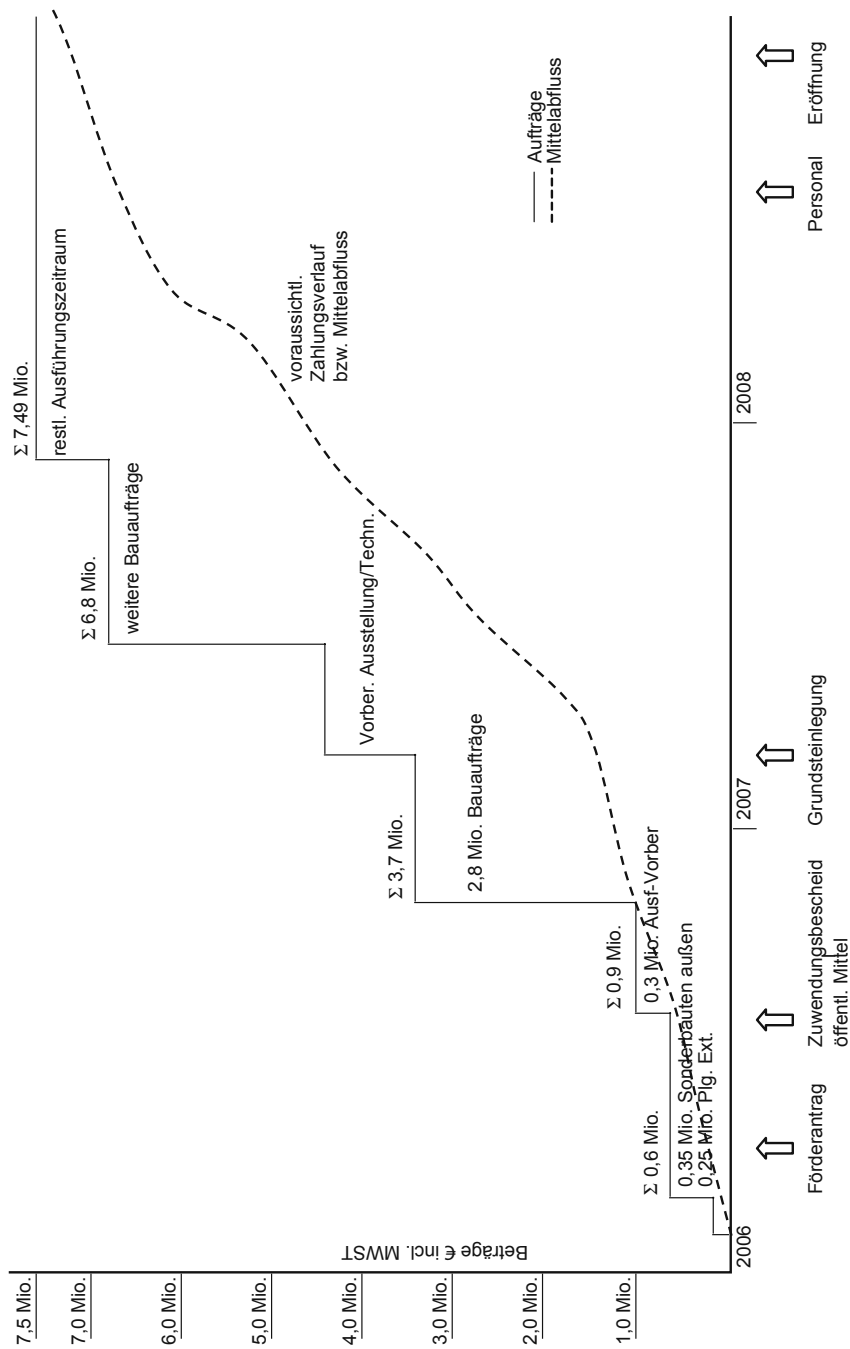 7,5 Mio.
7,0 Mio.
6,0 Mio.
5,0 Mio.
4,0 Mio.
3,0 Mio.
2,0 Mio.
1,0 Mio.
Beträge € incl. MWST
Σ 7,49 Mio.
restl. Ausführungszeitraum
Σ 6,8 Mio.
weitere Bauaufträge
Vorber. Ausstellung/Techn.
Σ 3,7 Mio.
2,8 Mio. Bauaufträge
Σ 0,9 Mio.
0,3 Mio. Ausf-Vorber
Σ 0,6 Mio.
0,35 Mio. Sonderbauten außen
0,25 Mio. Plg. Ext.
voraussichtl.
Zahlungsverlauf
bzw. Mittelabfluss
Aufträge
Mittelabfluss
2006
2007
2008
Förderantrag
Zuwendungsbescheid
öffentl. Mittel
Grundsteinlegung
Personal
Eröffnung